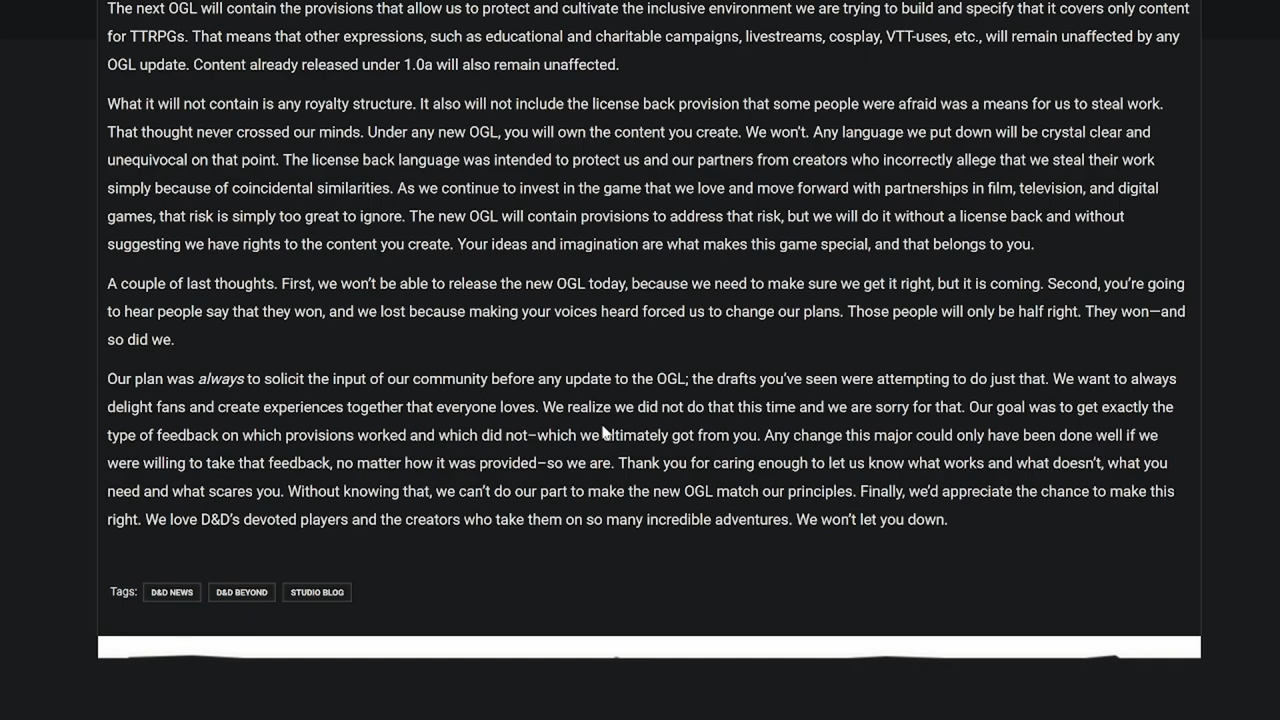 The next OGL will contain the provisions that allow us to protect and cultivate the inclusive environment we are trying to build and specify that it covers only content
for TTRPGs. That means that other expressions, such as educational and charitable campaigns, livestreams, cosplay, VTT-uses, etc., will remain unaffected by any
OGL update. Content already released under 1.0a will also remain unaffected.
What it will not contain is any royalty structure. It also will not include the license back provision that some people were afraid was a means for us to steal work.
That thought never crossed our minds. Under any new OGL, you will own the content you create. We won't. Any language we put down will be crystal clear and
unequivocal on that point. The license back language was intended to protect us and our partners from creators who incorrectly allege that we steal their work
simply because of coincidental similarities. As we continue to invest in the game that we love and move forward with partnerships in film, television, and digital
games, that risk is simply too great to ignore. The new OGL will contain provisions to address that risk, but we will do it without a license back and without
suggesting we have rights to the content you create. Your ideas and imagination are what makes this game special, and that belongs to you.
A couple of last thoughts. First, we won't be able to release the new OGL today, because we need to make sure we get it right, but it is coming. Second, you're going
to hear people say that they won, and we lost because making your voices heard forced us to change our plans. Those people will only be half right. They won—and
so did we.
Our plan was always to solicit the input of our community before any update to the OGL; the drafts you've seen were attempting to do just that. We want to always
delight fans and create experiences together that everyone loves. We realize we did not do that this time and we are sorry for that. Our goal was to get exactly the
type of feedback on which provisions worked and which did not–which we ultimately got from you. Any change this major could only have been done well if we
were willing to take that feedback, no matter how it was provided–so we are. Thank you for caring enough to let us know what works and what doesn't, what you
need and what scares you. Without knowing that, we can't do our part to make the new OGL match our principles. Finally, we'd appreciate the chance to make this
right. We love D&D's devoted players and the creators who take them on so many incredible adventures. We won't let you down.
Tags: D&D NEWS D&D BEYOND STUDIO BLOG